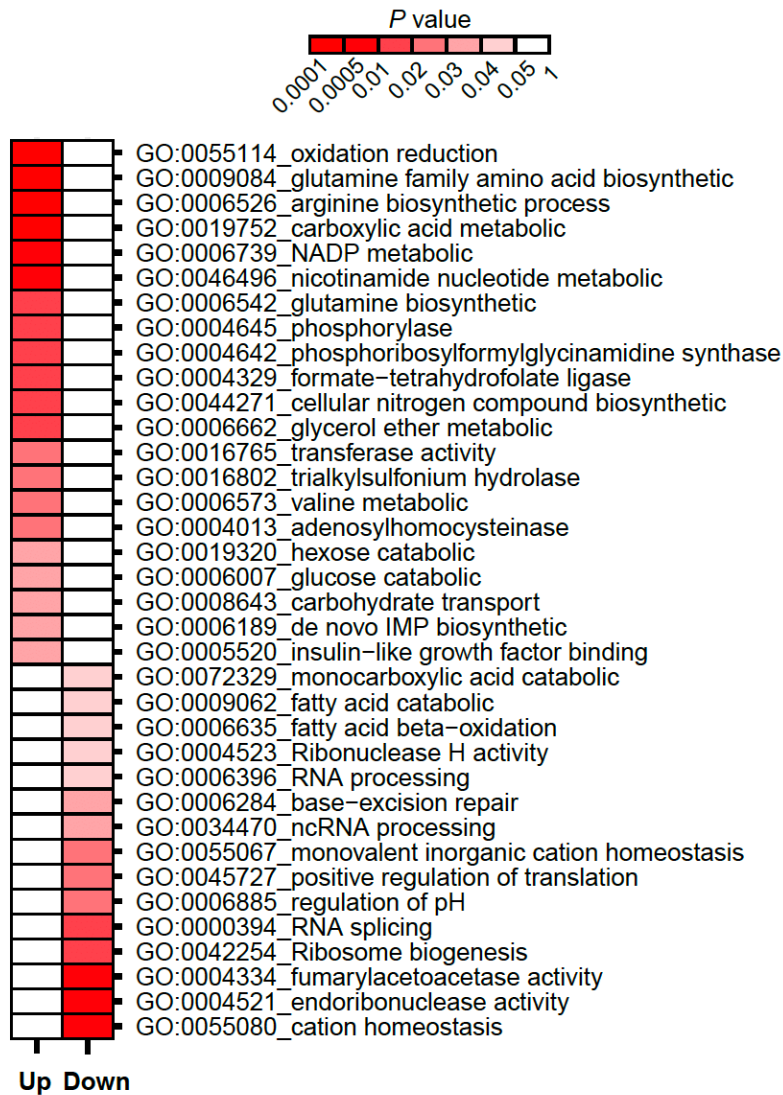 P value
0.0001
0.0005
0.01
0.02
0.03
0.04
0.05
1
GO:0055114_oxidation reduction
GO:0009084_glutamine family amino acid biosynthetic
GO:0006526_arginine biosynthetic process
GO:0019752_carboxylic acid metabolic
GO:0006739_NADP metabolic
GO:0046496_nicotinamide nucleotide metabolic
GO:0006542_glutamine biosynthetic
GO:0004645_phosphorylase
GO:0004642_phosphoribosylformylglycinamidine synthase
GO:0004329_formate−tetrahydrofolate ligase
GO:0044271_cellular nitrogen compound biosynthetic
GO:0006662_glycerol ether metabolic
GO:0016765_transferase activity
GO:0016802_trialkylsulfonium hydrolase
GO:0006573_valine metabolic
GO:0004013_adenosylhomocysteinase
GO:0019320_hexose catabolic
GO:0006007_glucose catabolic
GO:0008643_carbohydrate transport
GO:0006189_de novo IMP biosynthetic
GO:0005520_insulin−like growth factor binding
GO:0072329_monocarboxylic acid catabolic
GO:0009062_fatty acid catabolic
GO:0006635_fatty acid beta−oxidation
GO:0004523_Ribonuclease H activity
GO:0006396_RNA processing
GO:0006284_base−excision repair
GO:0034470_ncRNA processing
GO:0055067_monovalent inorganic cation homeostasis
GO:0045727_positive regulation of translation
GO:0006885_regulation of pH
GO:0000394_RNA splicing
GO:0042254_Ribosome biogenesis
GO:0004334_fumarylacetoacetase activity
GO:0004521_endoribonuclease activity
GO:0055080_cation homeostasis
Up Down